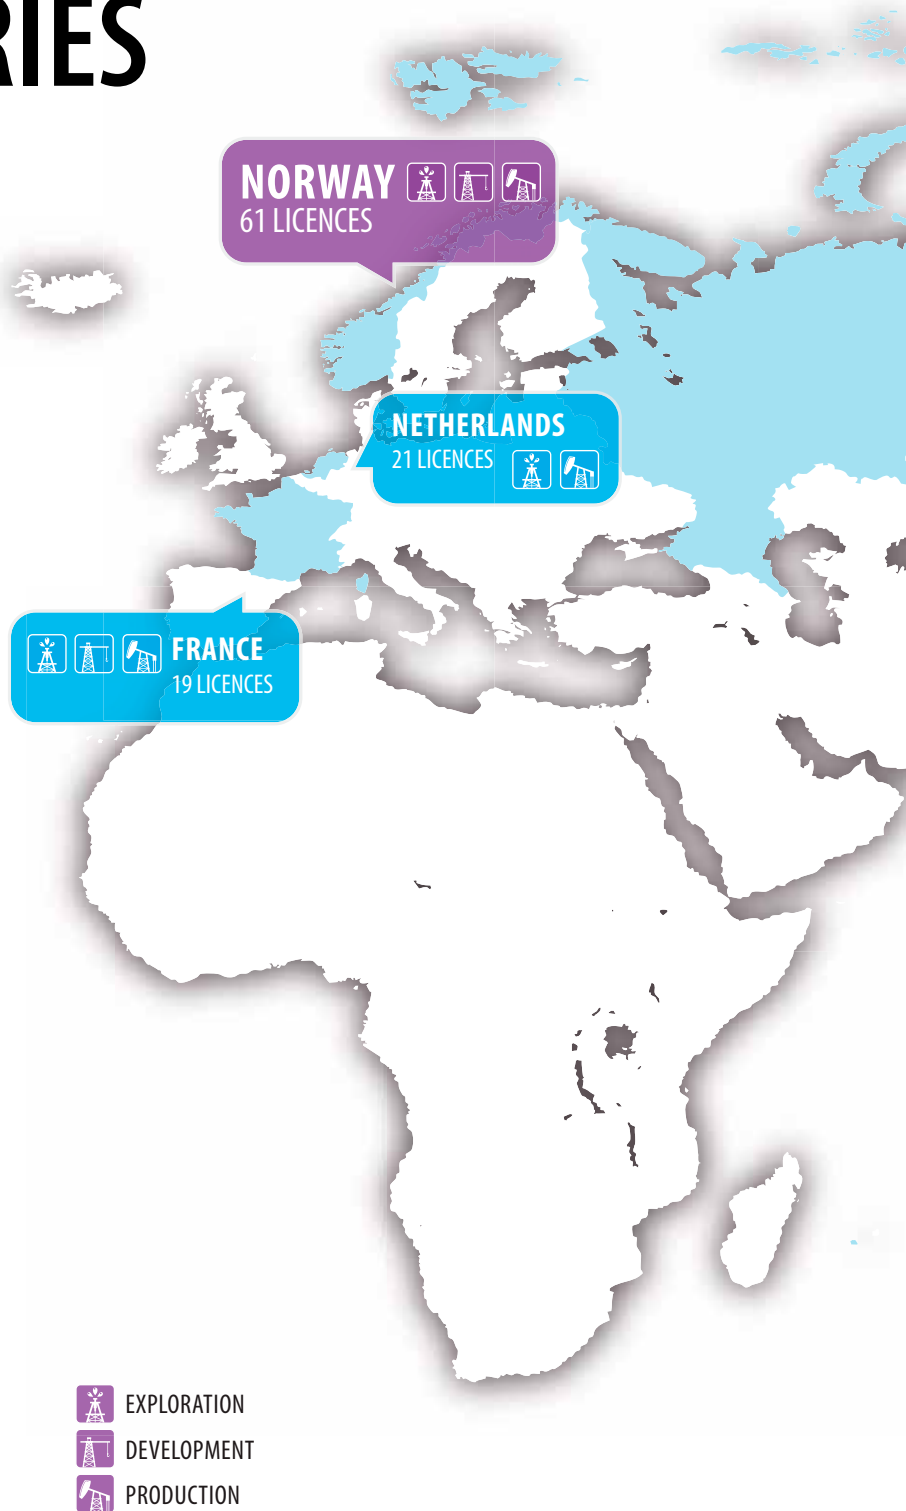 RIES
NORWAY
61 LICENCES
NETHERLANDS
21 LICENCES
FRANCE
19 LICENCES
EXPLORATION
DEVELOPMENT
PRODUCTION